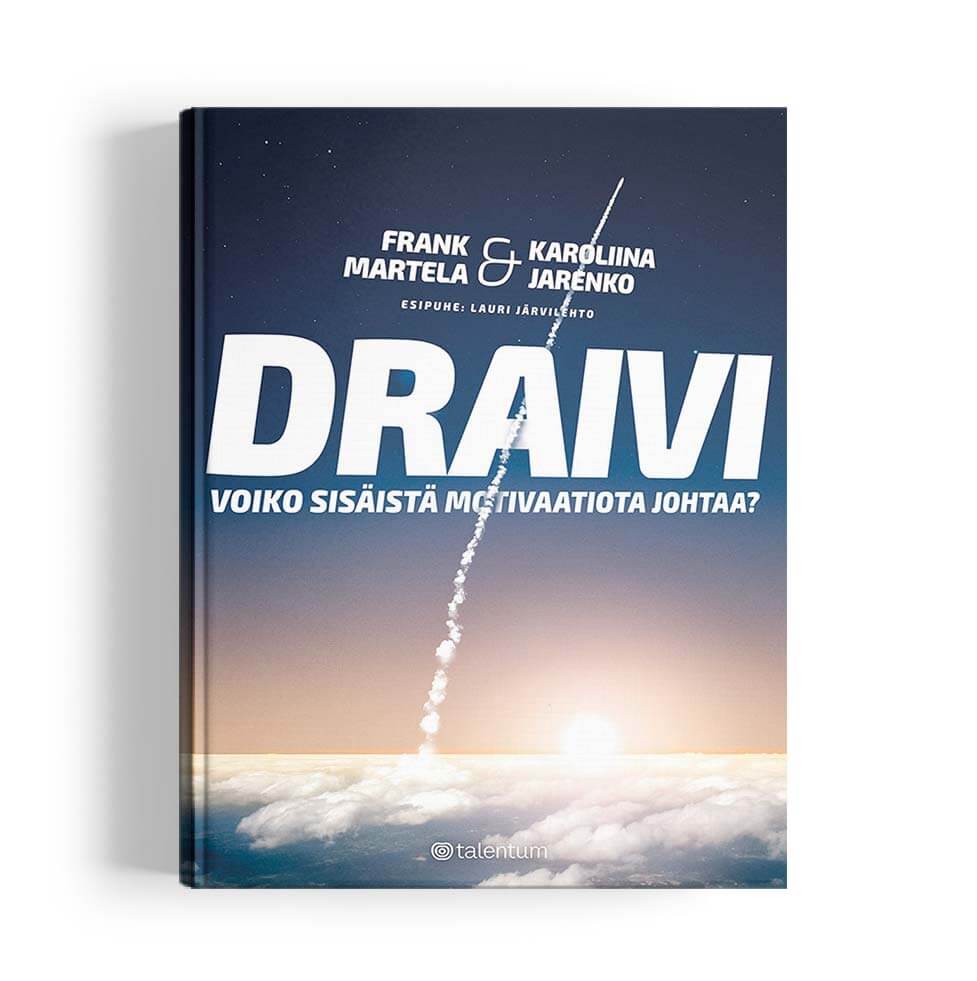 FRANK MARTELA & KAROLIINA JARENKO
ESIPUHE: LAURI JÄRVILEHTO
DRAIVI
VOIKO SISÄISTÄ MOTIVAATIOTA JOHTAA?
talentum